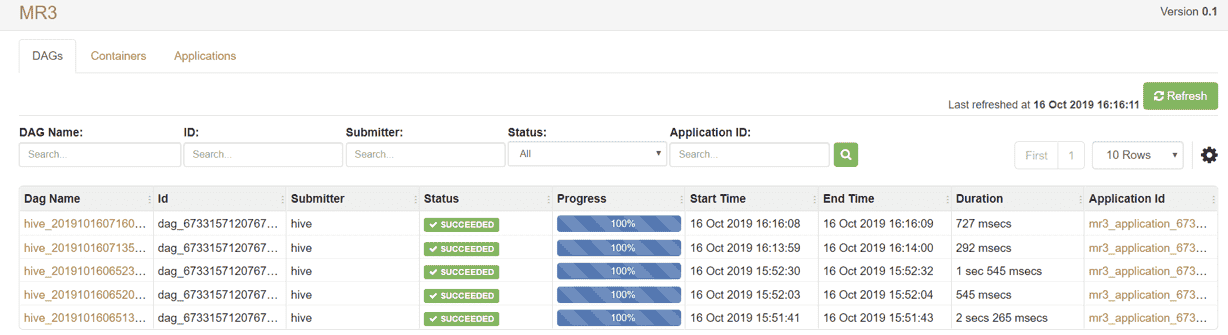 MR3
Version 0.1
DAGs Containers Applications
Last refreshed at 16 Oct 2019 16:16:11 Refresh
DAG Name: ID: Submitter: Status: Application ID:
Search... Search... Search... All Search... First 1 10 Rows
Dag Name Id Submitter Status Progress Start Time End Time Duration Application Id
hive_2019101607160... dag_6733157120767... hive SUCCEEDED 100% 16 Oct 2019 16:16:08 16 Oct 2019 16:16:09 727 msecs mr3_application_673...
hive_2019101607135... dag_6733157120767... hive SUCCEEDED 100% 16 Oct 2019 16:13:59 16 Oct 2019 16:14:00 292 msecs mr3_application_673...
hive_2019101606523... dag_6733157120767... hive SUCCEEDED 100% 16 Oct 2019 15:52:30 16 Oct 2019 15:52:32 1 sec 545 msecs mr3_application_673...
hive_2019101606520... dag_6733157120767... hive SUCCEEDED 100% 16 Oct 2019 15:52:03 16 Oct 2019 15:52:04 545 msecs mr3_application_673...
hive_2019101606513... dag_6733157120767... hive SUCCEEDED 100% 16 Oct 2019 15:51:41 16 Oct 2019 15:51:43 2 secs 265 msecs mr3_application_673...